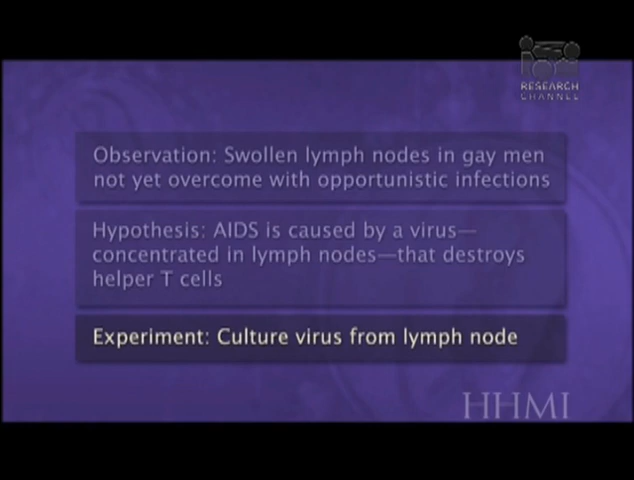 RESEARCH
CHANNEL
Observation: Swollen lymph nodes in gay men
not yet overcome with opportunistic infections
Hypothesis: AIDS is caused by a virus—
concentrated in lymph nodes—that destroys
helper T cells
Experiment: Culture virus from lymph node
HHMI